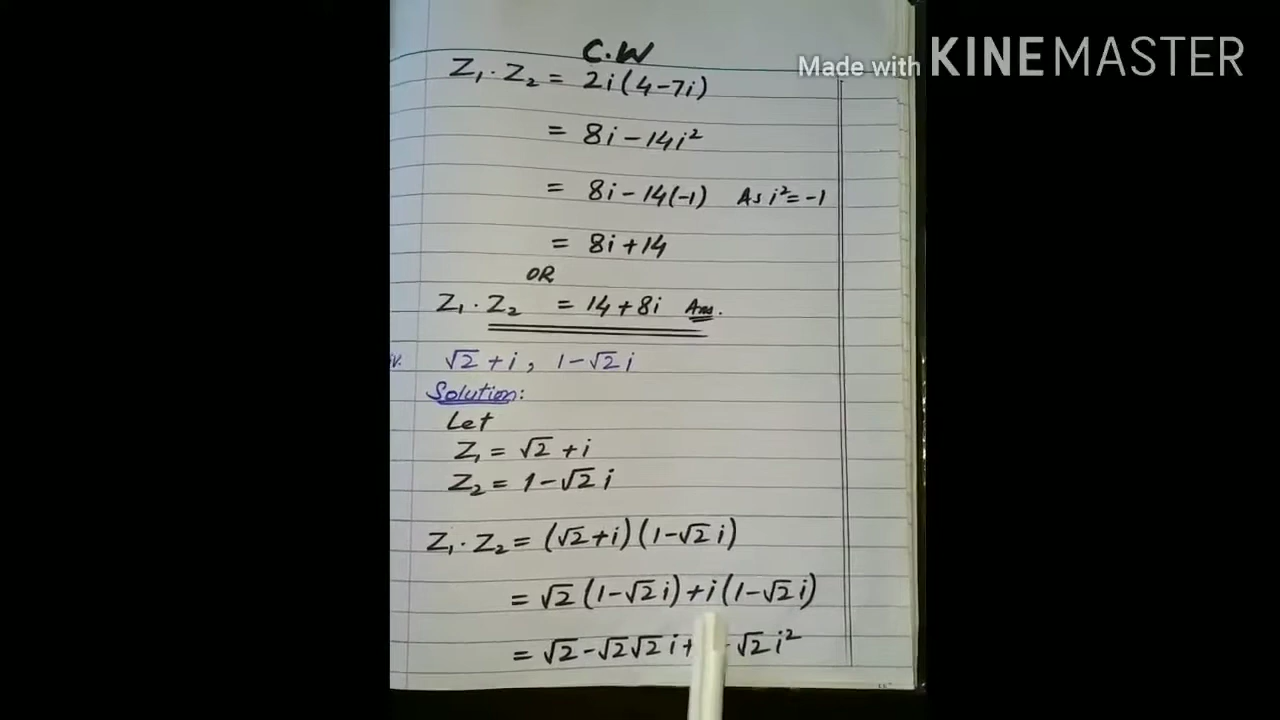 C.W
Made with KINEMASTER
Z₁ · Z₂ = 2i(4-7i)
= 8i - 14i²
= 8i - 14(-1) As i² = -1
= 8i + 14
OR
Z₁ · Z₂ = 14 + 8i Ans.
iv. √2 + i, 1 - √2 i
Solution:
Let
Z₁ = √2 + i
Z₂ = 1 - √2 i
Z₁ · Z₂ = (√2 + i)(1 - √2 i)
= √2 (1 - √2 i) + i(1 - √2 i)
= √2 - √2√2 i + - √2 i²